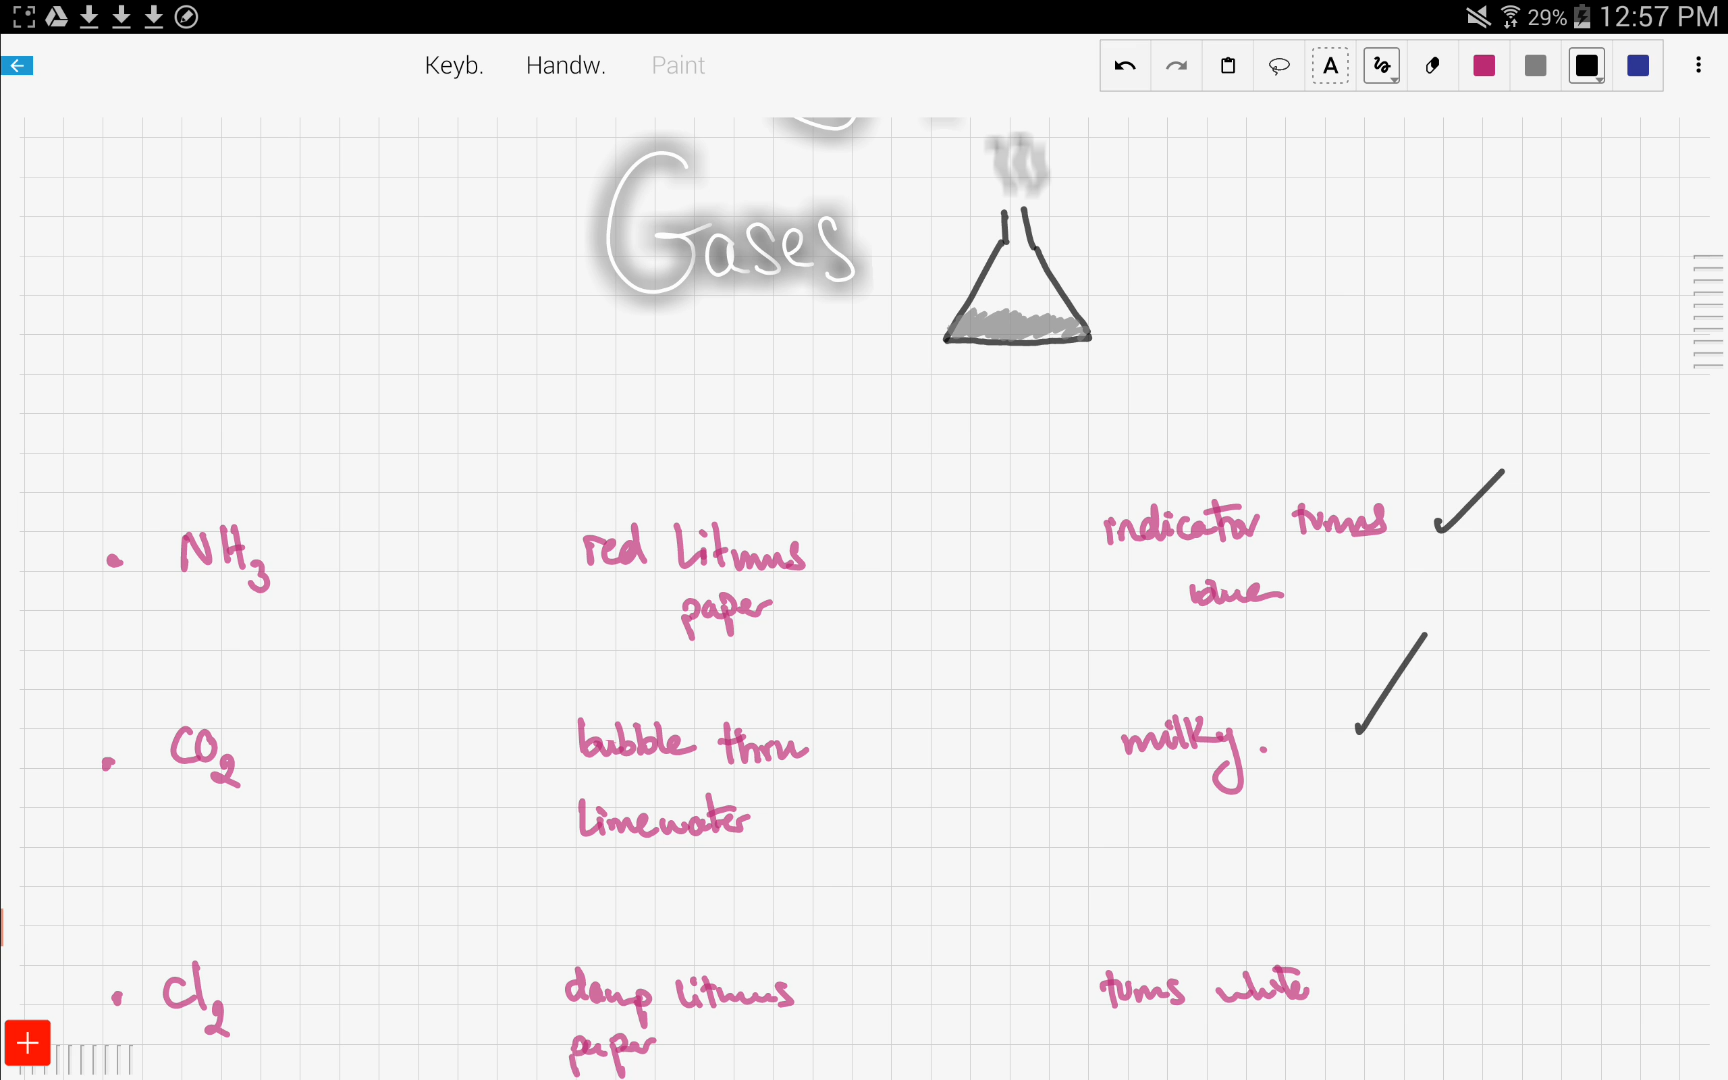 29% 12:57 PM
Keyb. Handw. Paint
A
Gases
indicator turns
• NH3 red Litmus
blue
paper
• CO2 bubble thru milky.
limewater
• Cl2 damp litmus turns white
paper